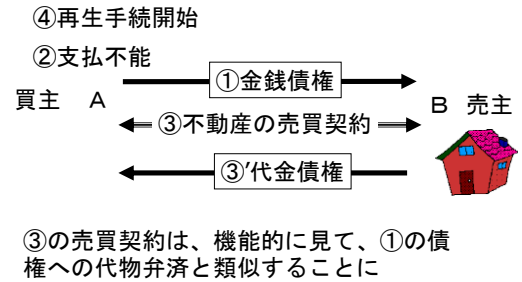 ④再生手続開始
②支払不能
①金銭債権
買主 A
B 売主
③不動産の売買契約
③’代金債権
③の売買契約は、機能的に見て、①の債
権への代物弁済と類似することに